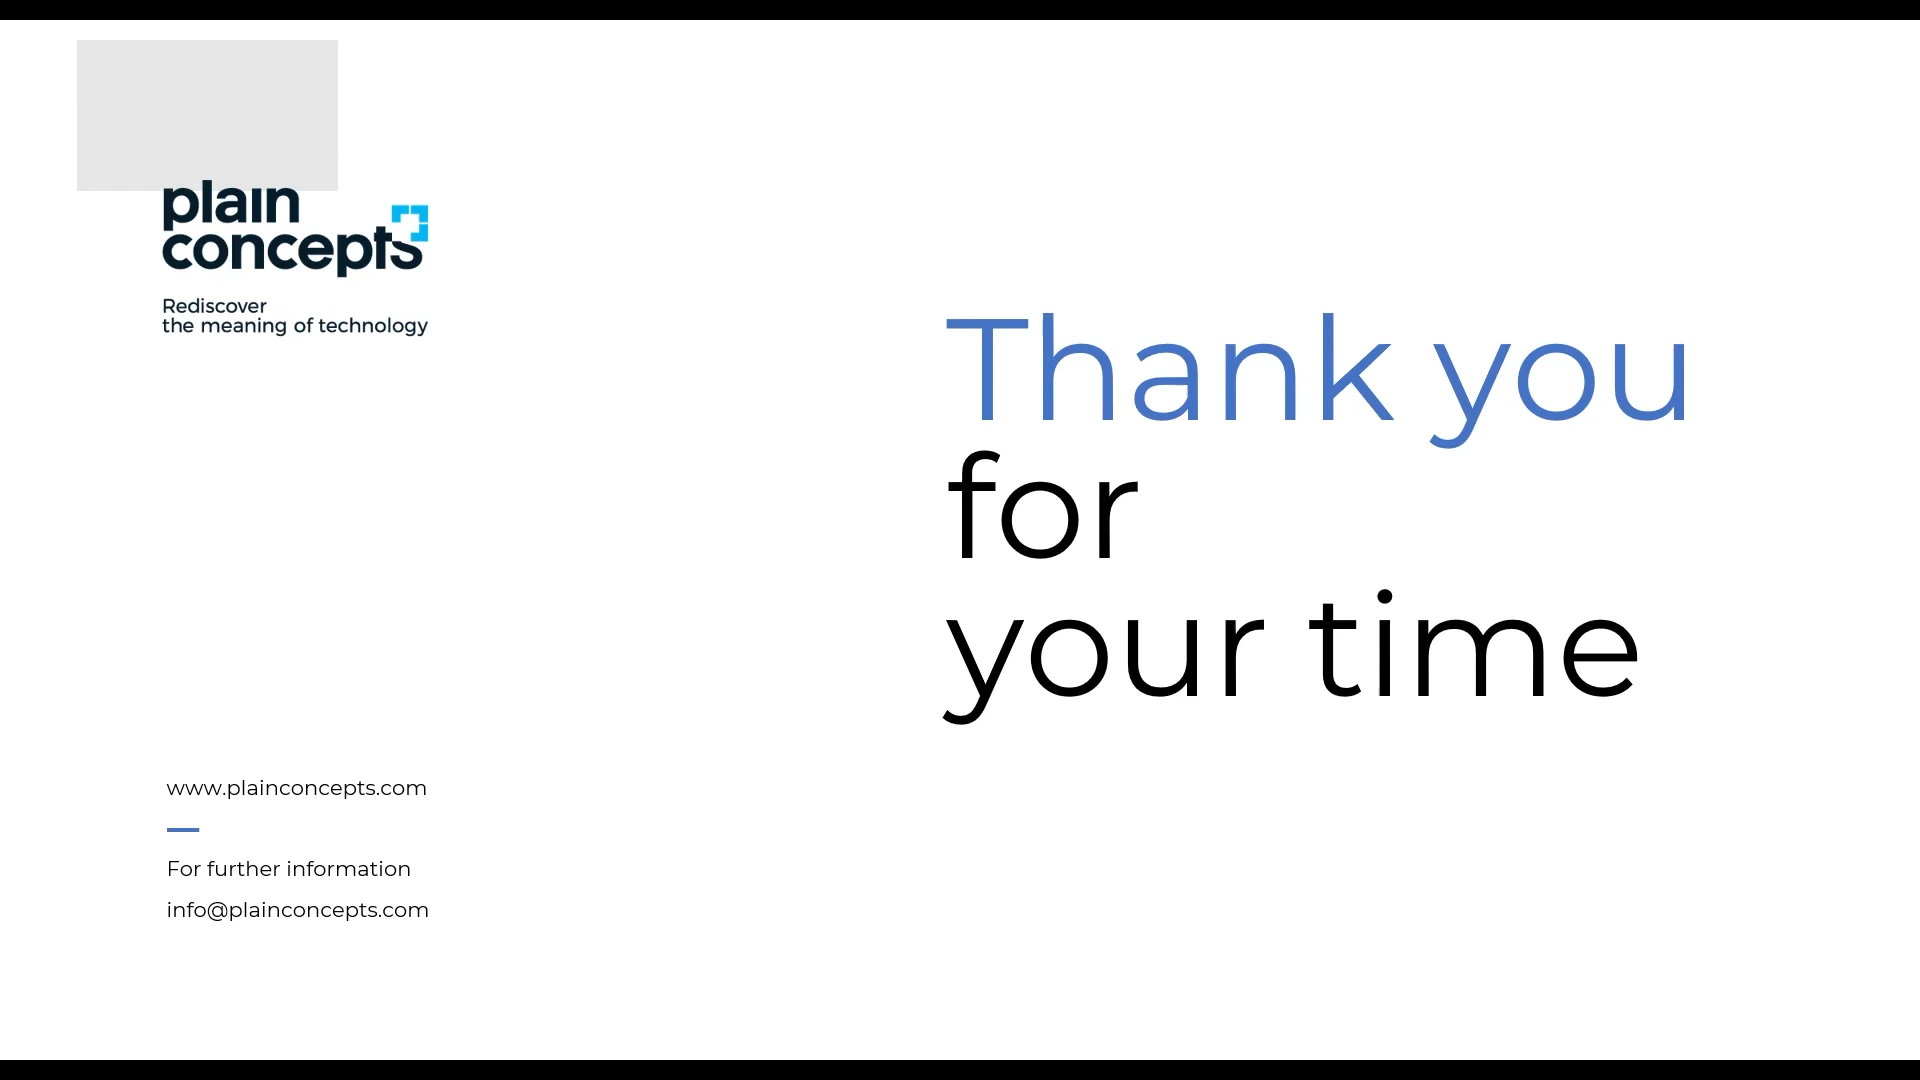 plain
concepts
Rediscover
the meaning of technology
Thank you
for
your time
www.plainconcepts.com
For further information
info@plainconcepts.com